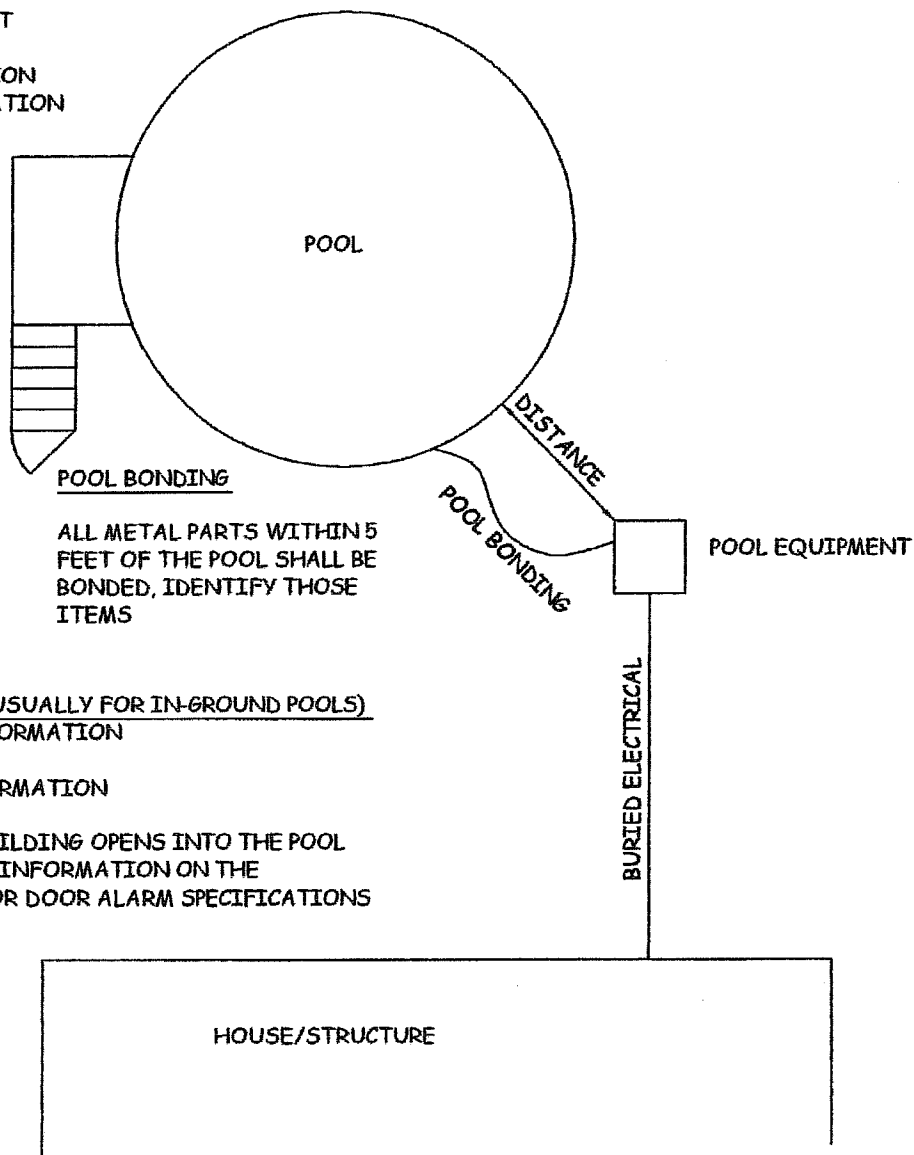 T
ION
ATION
POOL
DISTANCE
POOL BONDING
POOL EQUIPMENT
POOL BONDING
ALL METAL PARTS WITHIN 5
FEET OF THE POOL SHALL BE
BONDED, IDENTIFY THOSE
ITEMS
USUALLY FOR IN-GROUND POOLS)
ORMATION
RMATION
ILDING OPENS INTO THE POOL
INFORMATION ON THE
OR DOOR ALARM SPECIFICATIONS
BURIED ELECTRICAL
HOUSE/STRUCTURE